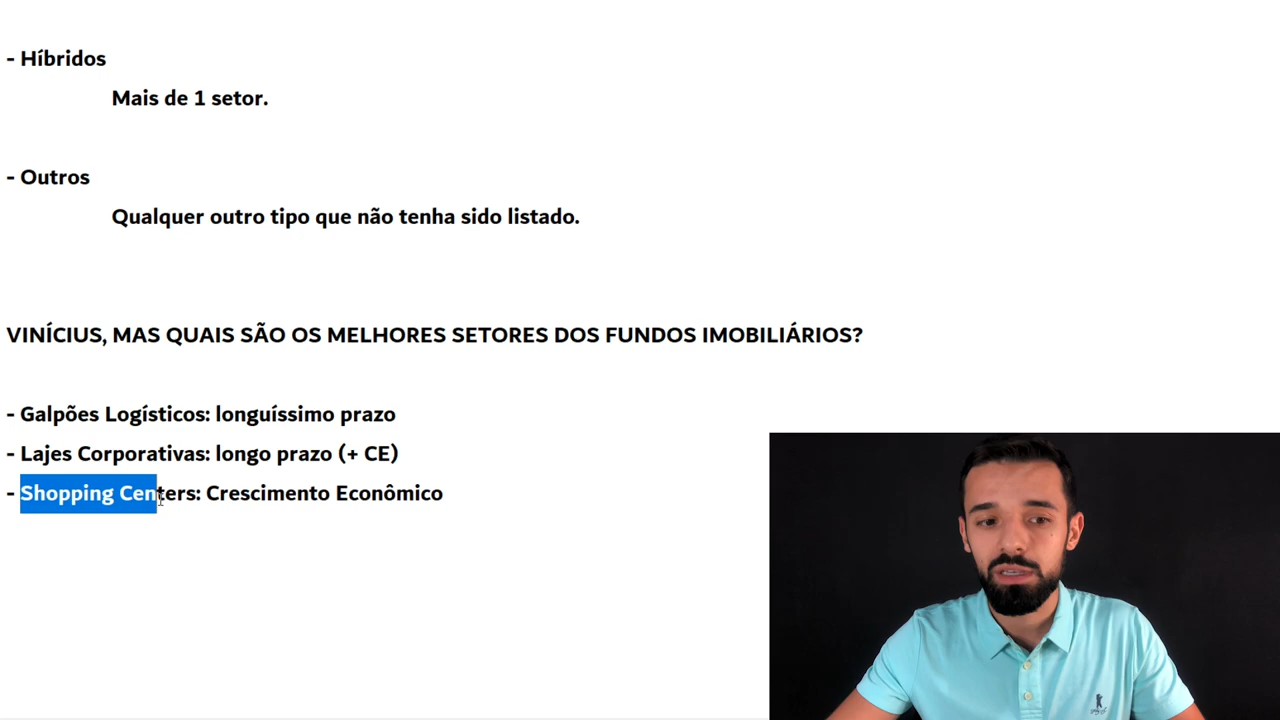 - Híbridos
Mais de 1 setor.
- Outros
Qualquer outro tipo que não tenha sido listado.
VINÍCIUS, MAS QUAIS SÃO OS MELHORES SETORES DOS FUNDOS IMOBILIÁRIOS?
- Galpões Logísticos: longuíssimo prazo
- Lajes Corporativas: longo prazo (+ CE)
- Shopping Centers: Crescimento Econômico